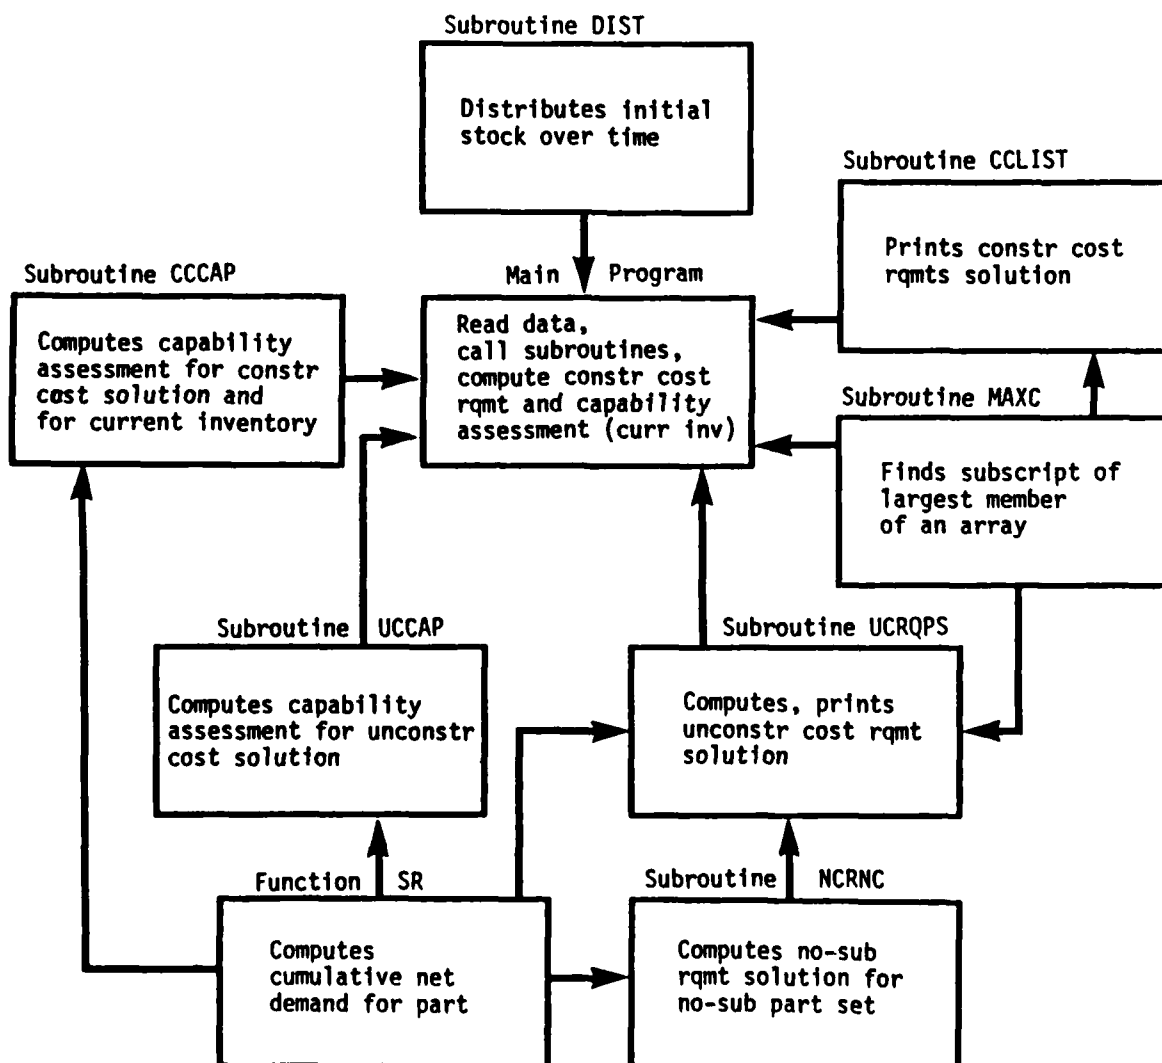 Subroutine DIST
Distributes initial
stock over time
Subroutine CCLIST
Prints constr cost
rqmts solution
Subroutine CCCAP
Computes capability
assessment for constr
cost solution and
for current inventory
Main Program
Read data,
call subroutines,
compute constr cost
rqmt and capability
assessment (curr inv)
Subroutine MAXC
Finds subscript of
largest member
of an array
Subroutine UCCAP
Computes capability
assessment for unconstr
cost solution
Subroutine UCRQPS
Computes, prints
unconstr cost rqmt
solution
Function SR
Computes
cumulative net
demand for part
Subroutine NCRNC
Computes no-sub
rqmt solution for
no-sub part set